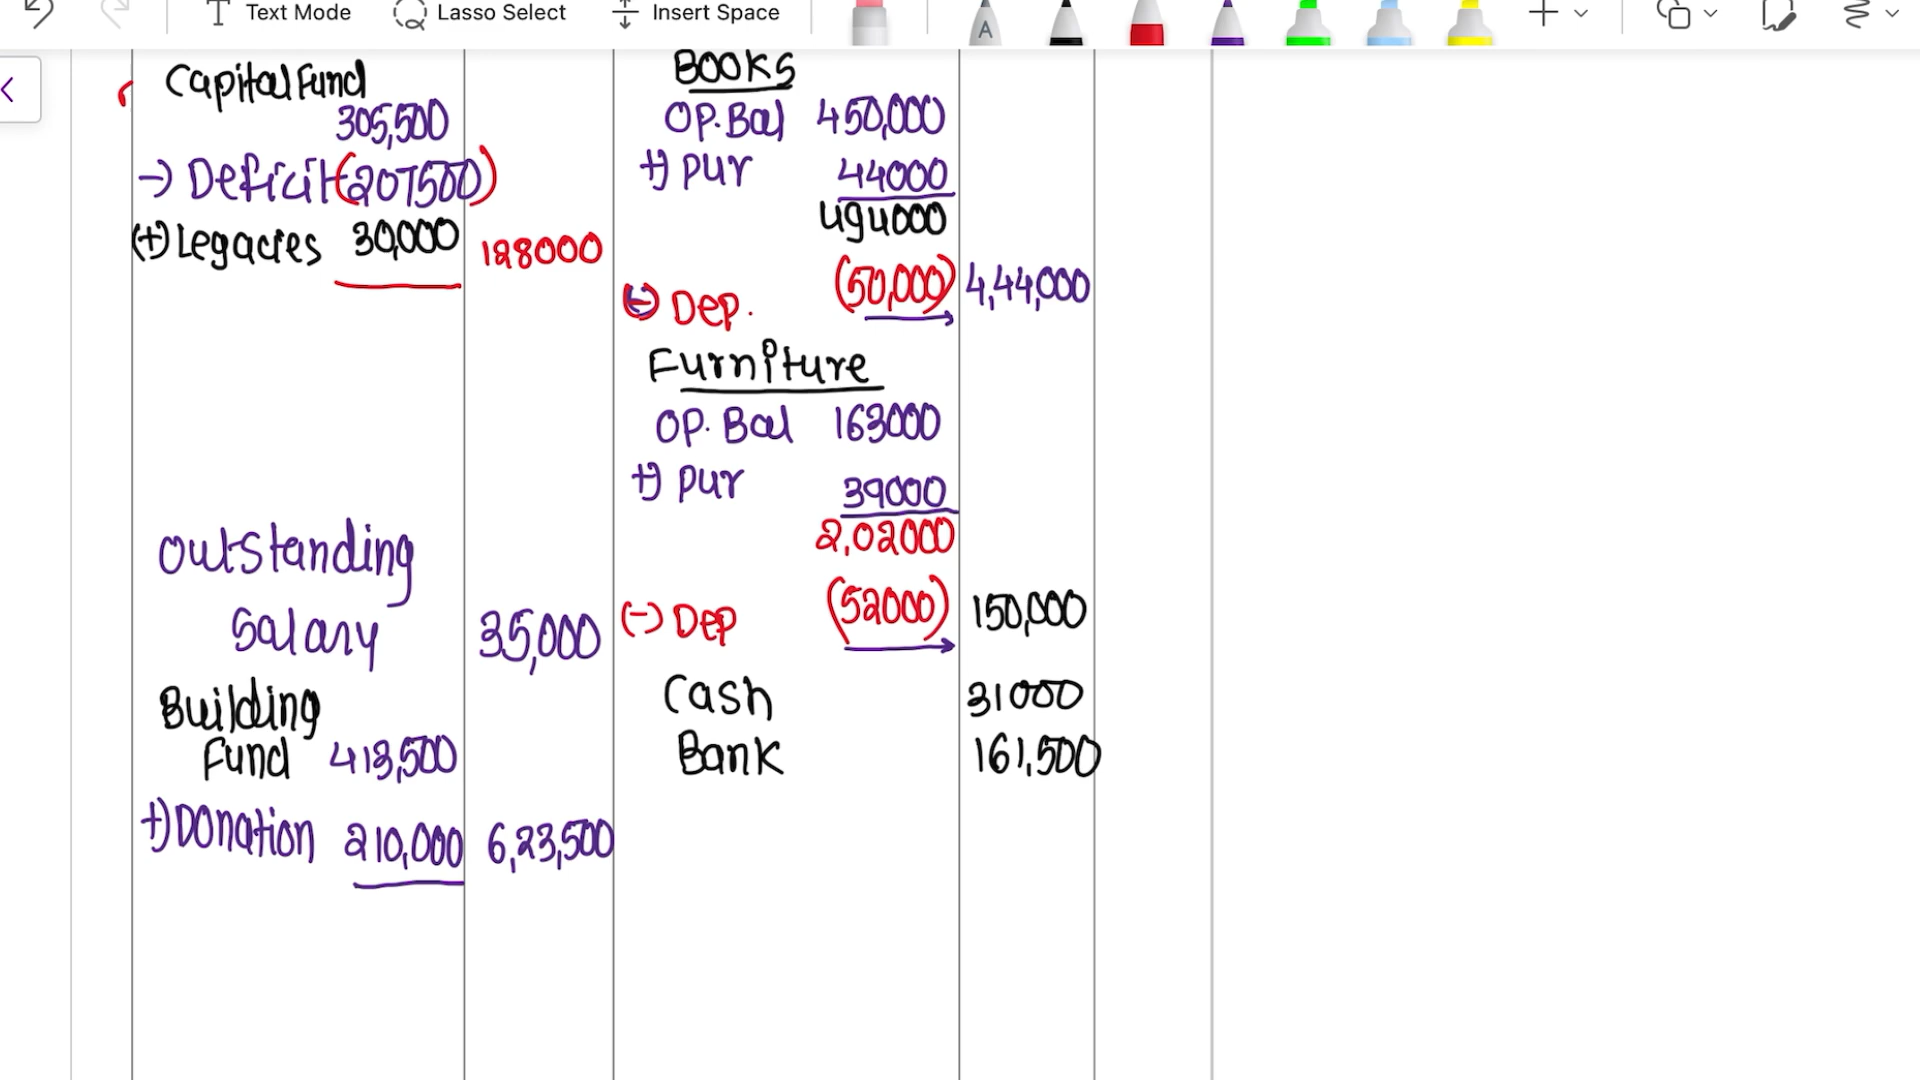 Text Mode Lasso Select Insert Space
A
Capital Fund
305,500
-) Deficit (207500)
(+) Legacies 30,000 128000
Outstanding
Salary 35,000
Building
Fund 413,500
+) Donation 210,000 6,23,500
BOOKS
OP. Bal 450,000
+) PUr 44000
494000
(-) Dep. (50,000) 4,44,000
Furniture
OP. Bal 163000
+) PUr 39000
2,02000
(-) Dep (52000) 150,000
Cash 31000
Bank 161,500